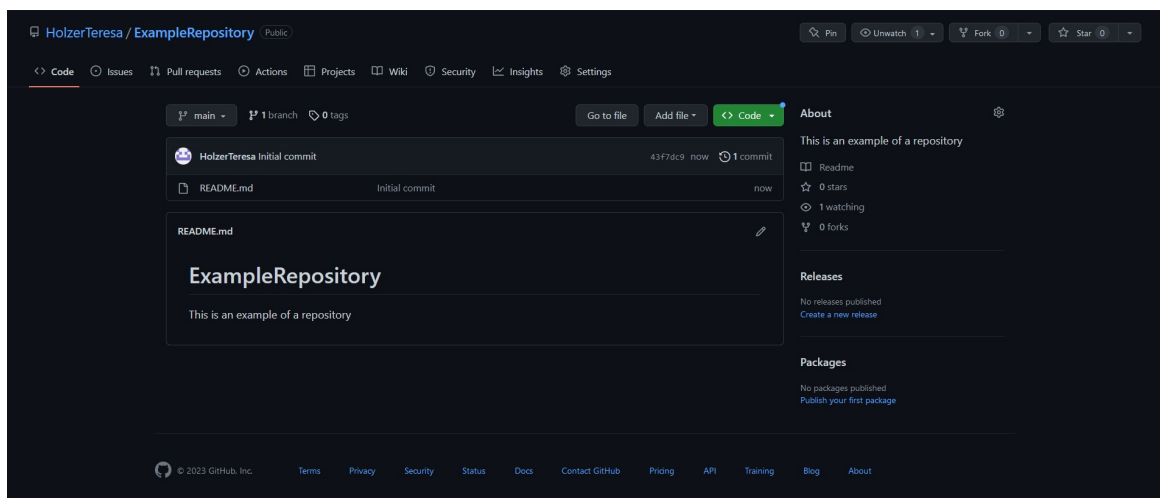 HolzerTeresa / ExampleRepository Public
Pin Unwatch 1 Fork 0 Star 0
Code Issues Pull requests Actions Projects Wiki Security Insights Settings
main 1 branch 0 tags Go to file Add file Code
HolzerTeresa Initial commit 43f7dc9 now 1 commit
README.md Initial commit now
README.md
ExampleRepository
This is an example of a repository
About
This is an example of a repository
Readme
0 stars
1 watching
0 forks
Releases
No releases published
Create a new release
Packages
No packages published
Publish your first package
© 2023 GitHub, Inc. Terms Privacy Security Status Docs Contact GitHub Pricing API Training Blog About